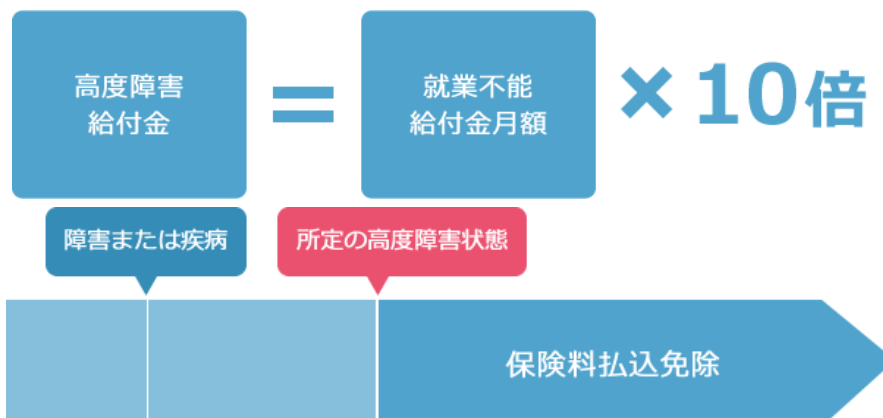 高度障害
給付金
=
就業不能
給付金月額
×10倍
障害または疾病
所定の高度障害状態
保険料払込免除